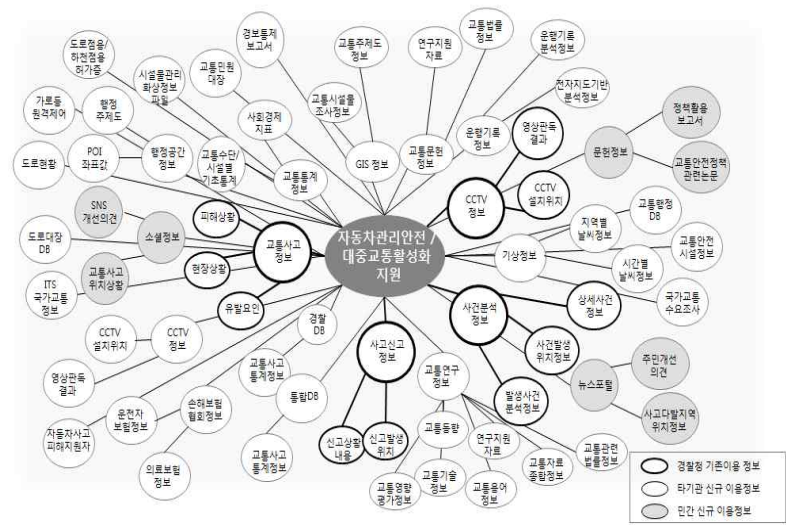 도로점용/
하천점용
허가증
시설물관리
화상정보
파일
교통민원
대장
경보통제
보고서
교통주제도
정보
연구지원
자료
교통법률
정보
운행기록
분석정보
전자지도기반
분석정보
가로등
원격제어
행정
주제도
사회경제
지표
교통시설물
조사정보
운행기록
정보
영상판독
결과
정책활용
보고서
도로현황
POI
좌표값
행정공간
정보
교통수단/
시설별
기초통계
교통통계
정보
GIS 정보
교통문헌
정보
문헌정보
교통안전정책
관련논문
SNS
개선의견
피해상황
CCTV
정보
CCTV
설치위치
지역별
날씨정보
교통행정
DB
도로대장
DB
소셜정보
교통사고
정보
자동차관리안전 /
대중교통활성화
지원
기상정보
교통안전
시설정보
현장상황
시간별
날씨정보
ITS
국가교통
정보
교통사고
위치상황
유발요인
사건분석
정보
상세사건
정보
국가교통
수요조사
CCTV
설치위치
CCTV
정보
경찰
DB
사고신고
정보
사건발생
위치정보
주민개선
의견
영상판독
결과
교통사고
통계정보
교통연구
정보
뉴스포털
통합DB
발생사건
분석정보
운전자
보험정보
손해보험
협회정보
사고다발지역
위치정보
자동차사고
피해지원자
신고상황
내용
신고발생
위치
교통동향
연구지원
자료
교통관련
법률정보
의료보험
정보
교통사고
통계정보
교통영향
평가정보
교통기술
정보
교통용어
정보
교통자료
종합정보
경찰청 기존이용 정보
타기관 신규 이용정보
민간 신규 이용정보